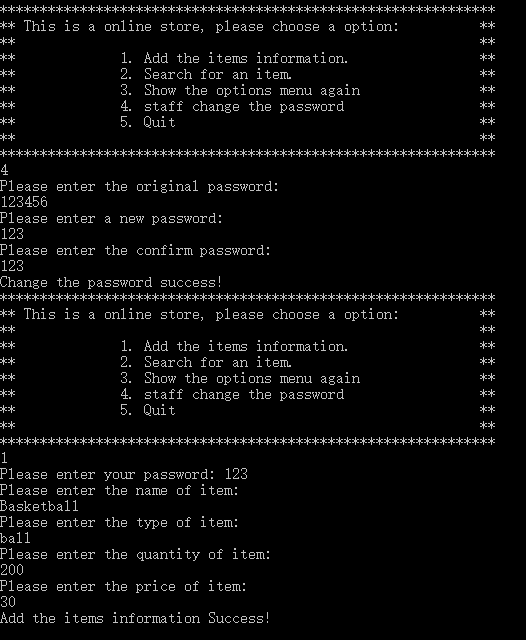 **************************************************************
** This is a online store, please choose a option:          **
**                                                          **
**             1. Add the items information.                **
**             2. Search for an item.                       **
**             3. Show the options menu again               **
**             4. staff change the password                 **
**             5. Quit                                      **
**                                                          **
**************************************************************
4
Please enter the original password:
123456
Please enter a new password:
123
Please enter the confirm password:
123
Change the password success!
**************************************************************
** This is a online store, please choose a option:          **
**                                                          **
**             1. Add the items information.                **
**             2. Search for an item.                       **
**             3. Show the options menu again               **
**             4. staff change the password                 **
**             5. Quit                                      **
**                                                          **
**************************************************************
1
Please enter your password: 123
Please enter the name of item:
Basketball
Please enter the type of item:
ball
Please enter the quantity of item:
200
Please enter the price of item:
30
Add the items information Success!